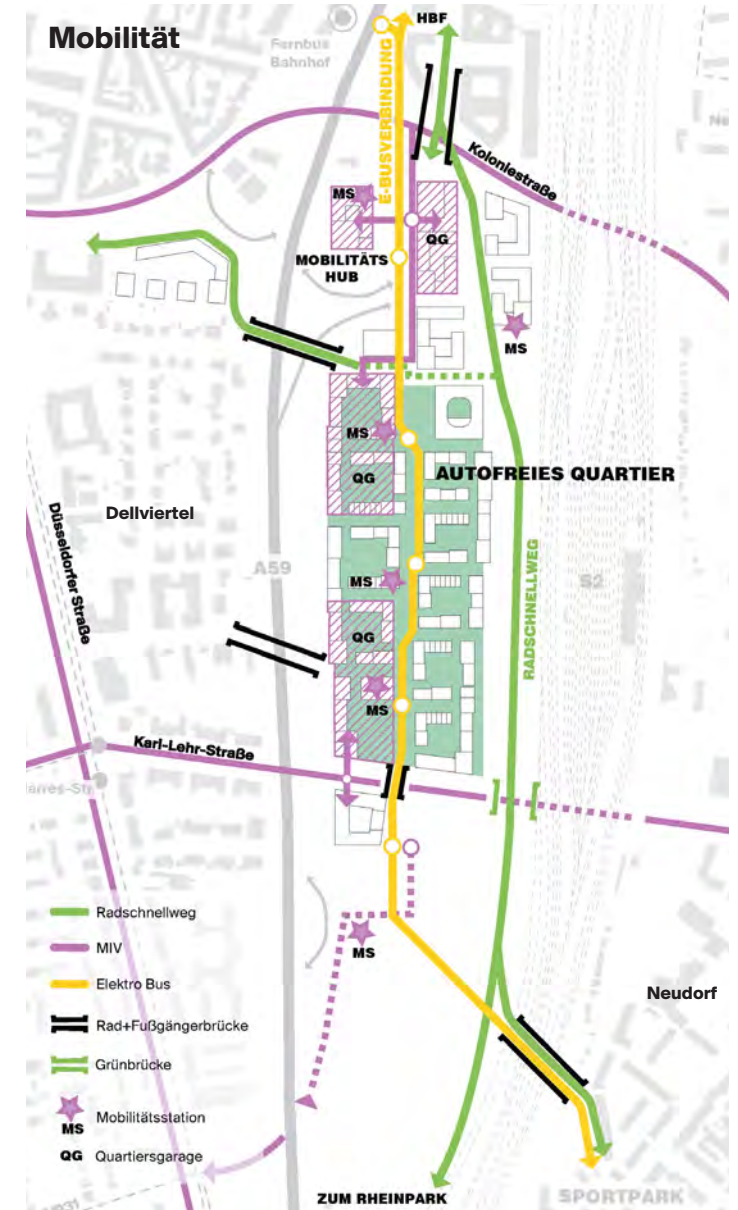 Mobilität
HBF
Fernbus
Bahnhof
E-BUSVERBINDUNG
Koloniestraße
MS
QG
MOBILITÄTS
HUB
MS
MS
AUTOFREIES QUARTIER
QG
Dellviertel
Düsseldorfer Straße
A59
MS
S2
RADSCHNELLWEG
QG
MS
Karl-Lehr-Straße
MS
Neudorf
Radschnellweg
MIV
Elektro Bus
Rad+Fußgängerbrücke
Grünbrücke
Mobilitätsstation
MS
QG Quartiersgarage
ZUM RHEINPARK
SPORTPARK